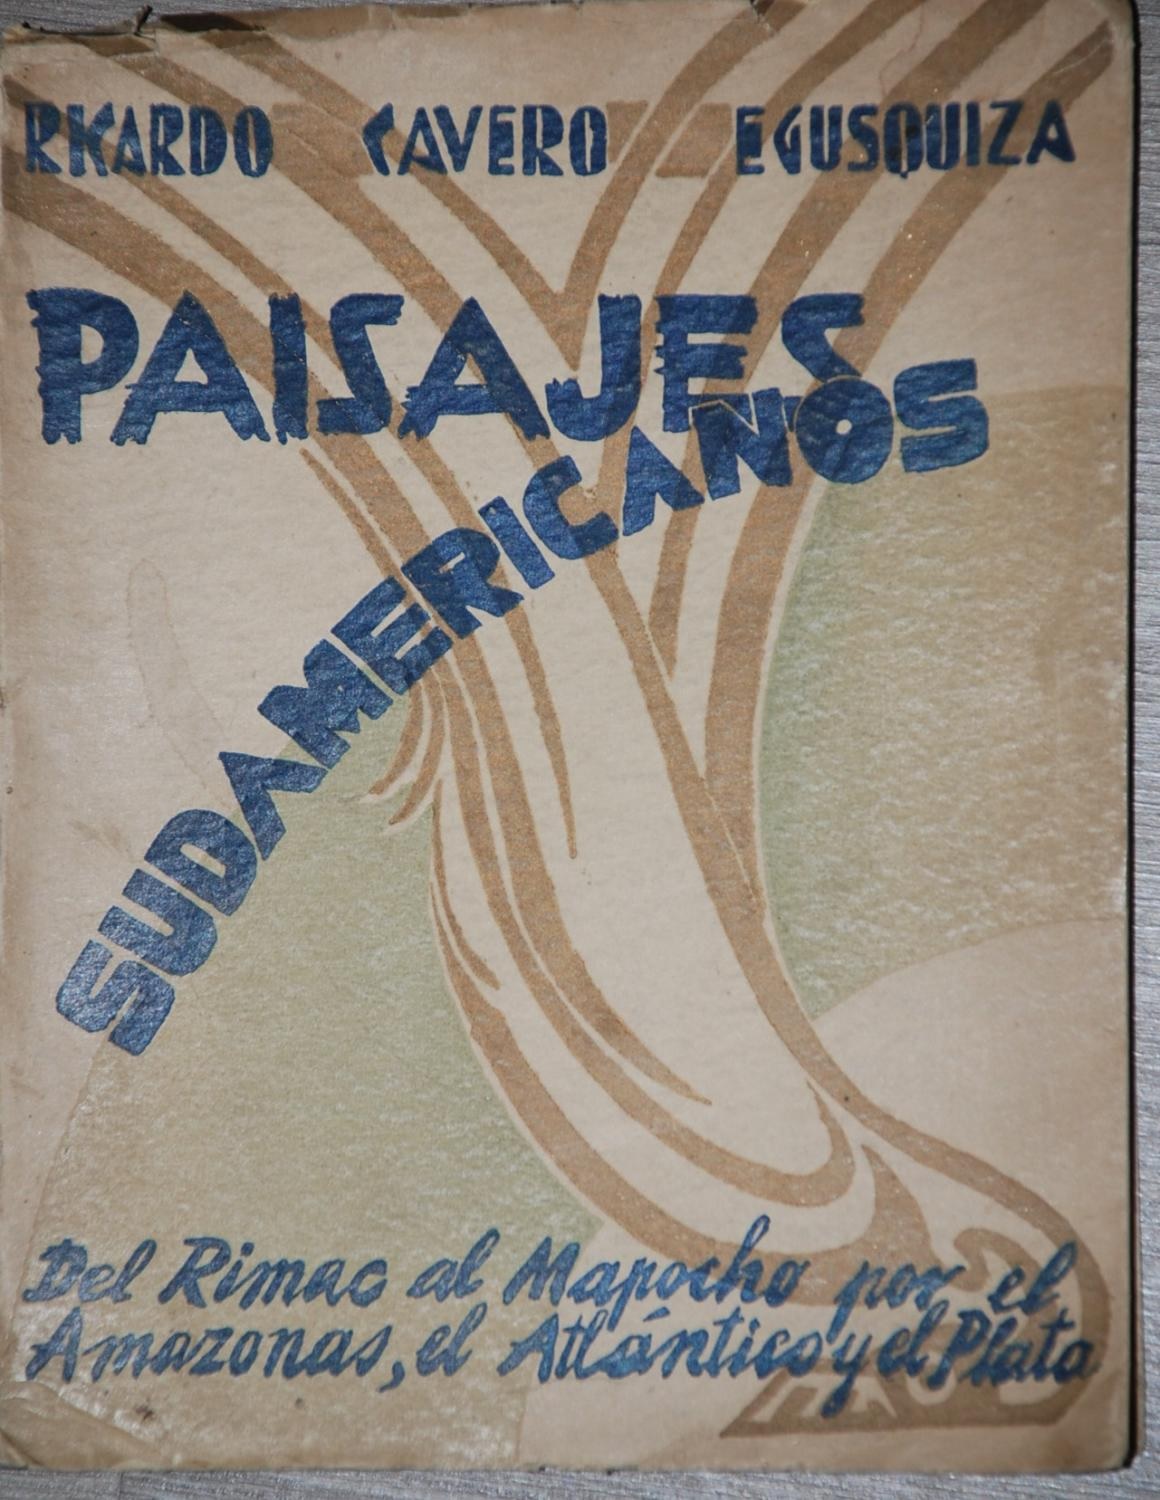 RICARDO CAVERO EGUSQUIZA
PAISAJES
SUDAMERICANOS
Del Rimac al Mapocho por el
Amazonas, el Atlántico y el Plata